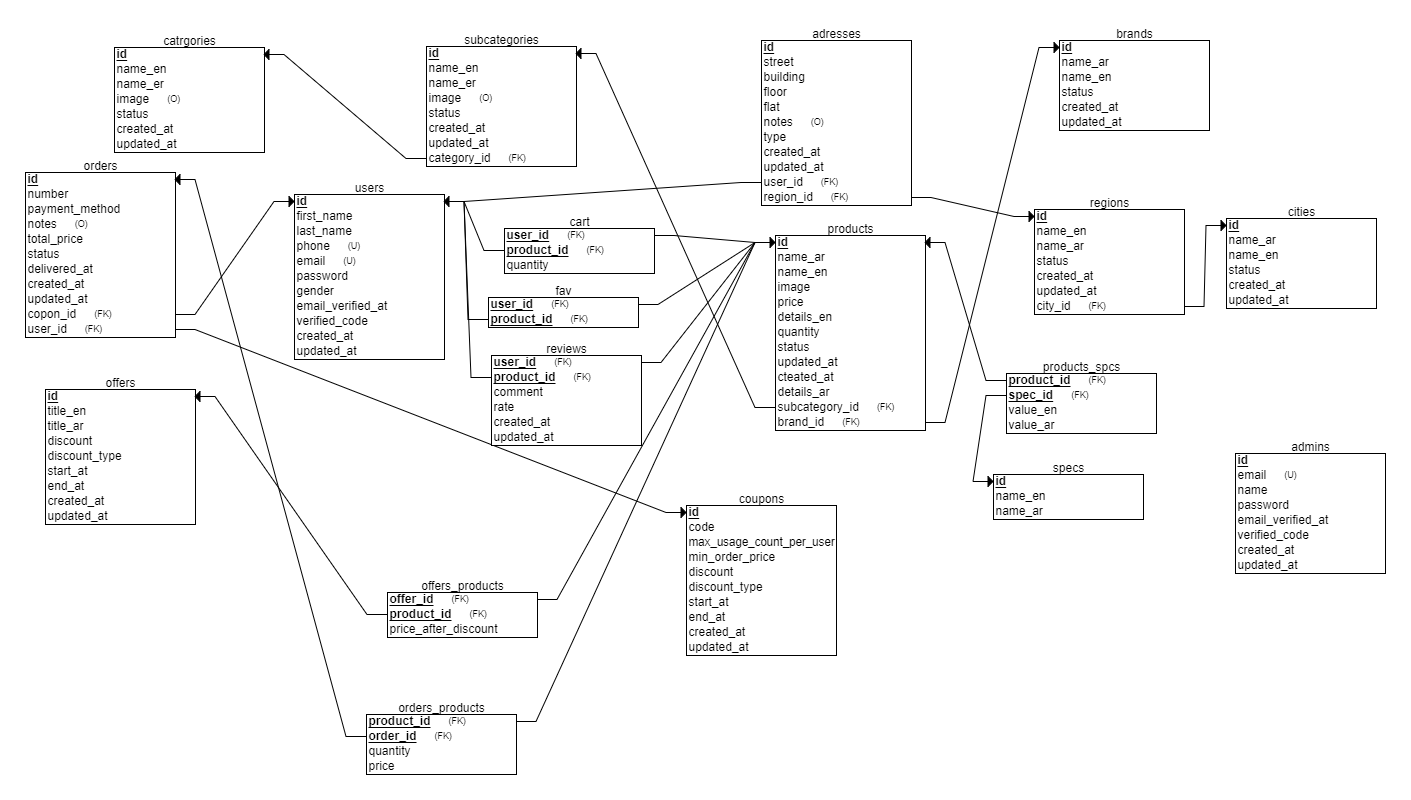 catrgories
id
name_en
name_er
image (O)
status
created_at
updated_at
subcategories
id
name_en
name_er
image (O)
status
created_at
updated_at
category_id (FK)
adresses
id
street
building
floor
flat
notes (O)
type
created_at
updated_at
user_id (FK)
region_id (FK)
brands
id
name_ar
name_en
status
created_at
updated_at
orders
id
number
payment_method
notes (O)
total_price
status
delivered_at
created_at
updated_at
copon_id (FK)
user_id (FK)
users
id
first_name
last_name
phone (U)
email (U)
password
gender
email_verified_at
verified_code
created_at
updated_at
cart
user_id (FK)
product_id (FK)
quantity
fav
user_id (FK)
product_id (FK)
reviews
user_id (FK)
product_id (FK)
comment
rate
created_at
updated_at
products
id
name_ar
name_en
image
price
details_en
quantity
status
updated_at
cteated_at
details_ar
subcategory_id (FK)
brand_id (FK)
regions
id
name_en
name_ar
status
created_at
updated_at
city_id (FK)
cities
id
name_ar
name_en
status
created_at
updated_at
products_spcs
product_id (FK)
spec_id (FK)
value_en
value_ar
offers
id
title_en
title_ar
discount
discount_type
start_at
end_at
created_at
updated_at
specs
id
name_en
name_ar
admins
id
email (U)
name
password
email_verified_at
verified_code
created_at
updated_at
coupons
id
code
max_usage_count_per_user
min_order_price
discount
discount_type
start_at
end_at
created_at
updated_at
offers_products
offer_id (FK)
product_id (FK)
price_after_discount
orders_products
product_id (FK)
order_id (FK)
quantity
price